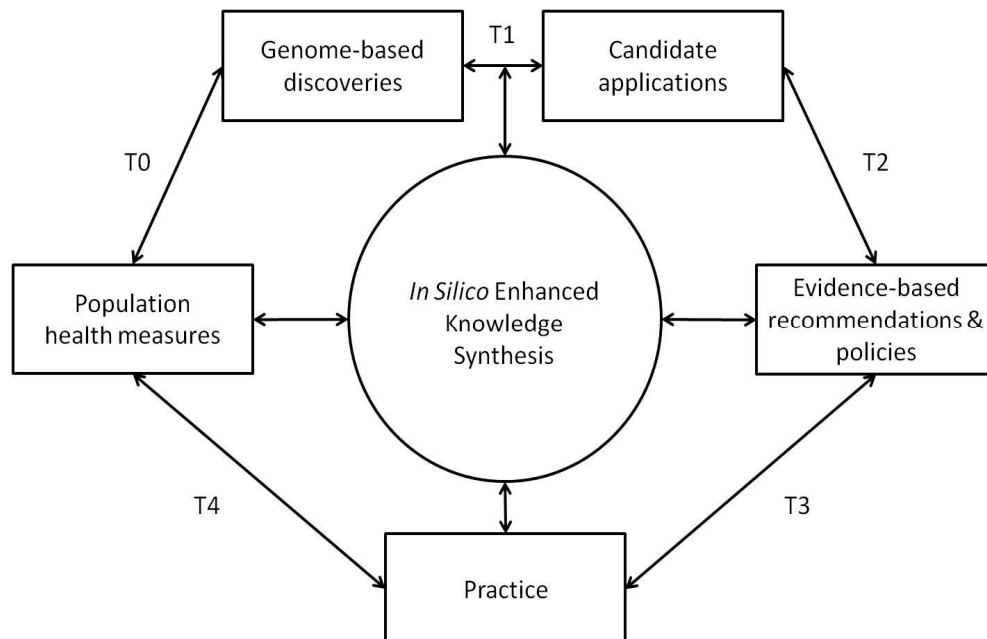 Genome-based
discoveries
T1
Candidate
applications
T0
T2
Population
health measures
In Silico Enhanced
Knowledge
Synthesis
Evidence-based
recommendations &
policies
T4
T3
Practice